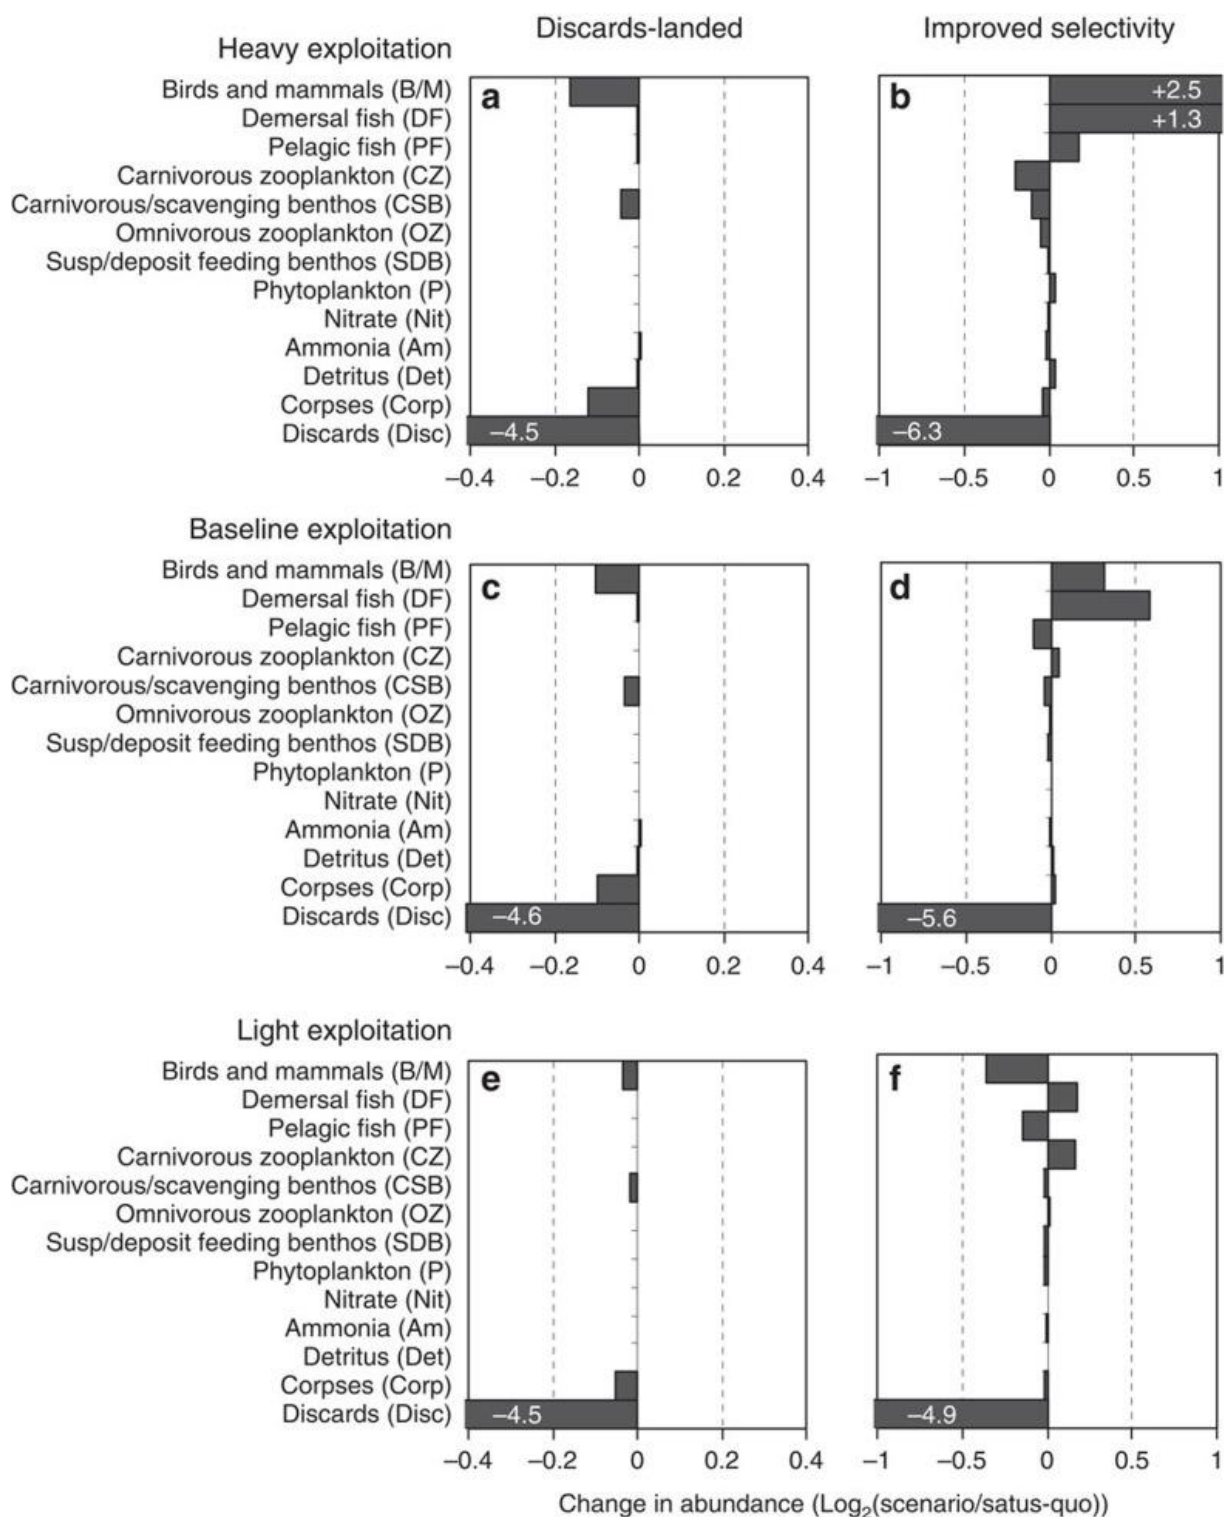 Discards-landed
Improved selectivity
Heavy exploitation
Birds and mammals (B/M)
Demersal fish (DF)
Pelagic fish (PF)
Carnivorous zooplankton (CZ)
Carnivorous/scavenging benthos (CSB)
Omnivorous zooplankton (OZ)
Susp/deposit feeding benthos (SDB)
Phytoplankton (P)
Nitrate (Nit)
Ammonia (Am)
Detritus (Det)
Corpses (Corp)
Discards (Disc)
a
–4.5
–0.4 –0.2 0 0.2 0.4
b
+2.5
+1.3
–6.3
–1 –0.5 0 0.5 1
Baseline exploitation
Birds and mammals (B/M)
Demersal fish (DF)
Pelagic fish (PF)
Carnivorous zooplankton (CZ)
Carnivorous/scavenging benthos (CSB)
Omnivorous zooplankton (OZ)
Susp/deposit feeding benthos (SDB)
Phytoplankton (P)
Nitrate (Nit)
Ammonia (Am)
Detritus (Det)
Corpses (Corp)
Discards (Disc)
c
–4.6
–0.4 –0.2 0 0.2 0.4
d
–5.6
–1 –0.5 0 0.5 1
Light exploitation
Birds and mammals (B/M)
Demersal fish (DF)
Pelagic fish (PF)
Carnivorous zooplankton (CZ)
Carnivorous/scavenging benthos (CSB)
Omnivorous zooplankton (OZ)
Susp/deposit feeding benthos (SDB)
Phytoplankton (P)
Nitrate (Nit)
Ammonia (Am)
Detritus (Det)
Corpses (Corp)
Discards (Disc)
e
–4.5
–0.4 –0.2 0 0.2 0.4
f
–4.9
–1 –0.5 0 0.5 1
Change in abundance (Log₂(scenario/satus-quo))